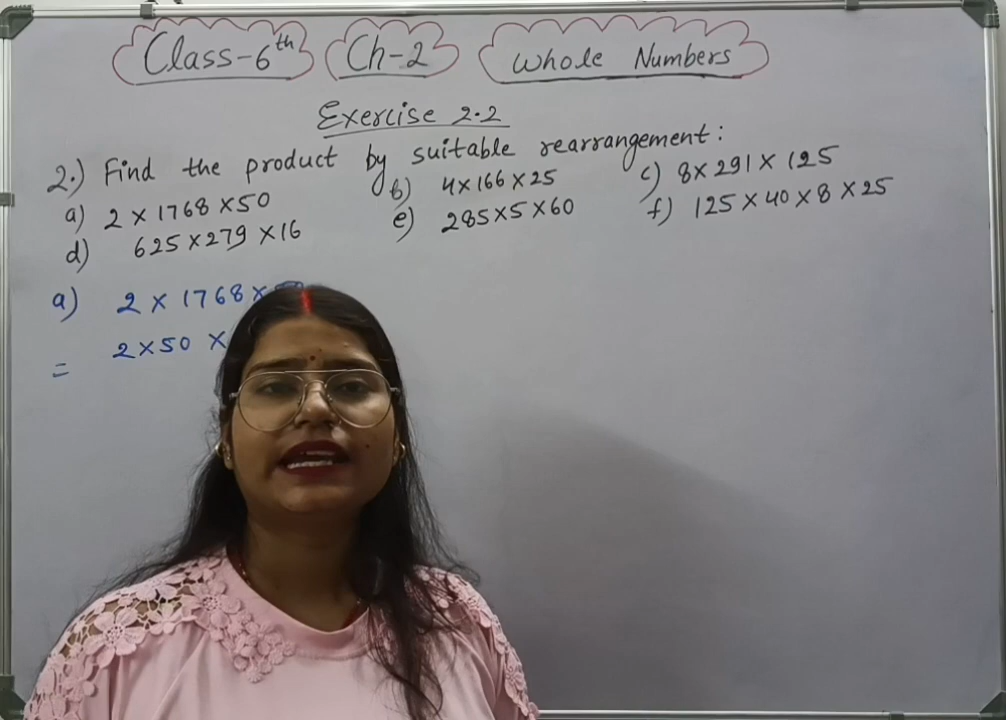 Class-6th Ch-2 Whole Numbers
Exercise 2.2
2.) Find the product by suitable rearrangement:
a) 2 × 1768 × 50 b) 4 × 166 × 25 c) 8 × 291 × 125
d) 625 × 279 × 16 e) 285 × 5 × 60 f) 125 × 40 × 8 × 25
a) 2 × 1768 ×
= 2 × 50 ×